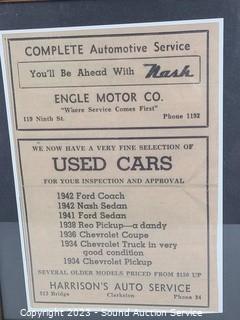 COMPLETE Automotive Service
You'll Be Ahead With Nash
ENGLE MOTOR CO.
"Where Service Comes First"
119 Ninth St. Phone 1192
WE NOW HAVE A VERY FINE SELECTION OF
USED CARS
FOR YOUR INSPECTION AND APPROVAL
1942 Ford Coach
1942 Nash Sedan
1941 Ford Sedan
1938 Reo Pickup—a dandy
1936 Chevrolet Coupe
1934 Chevrolet Truck in very
good condition
1934 Chevrolet Pickup
SEVERAL OLDER MODELS PRICED FROM $150 UP
HARRISON'S AUTO SERVICE
313 Bridge Clarkston Phone 34
Copyright 2023 - SourceOneDigital